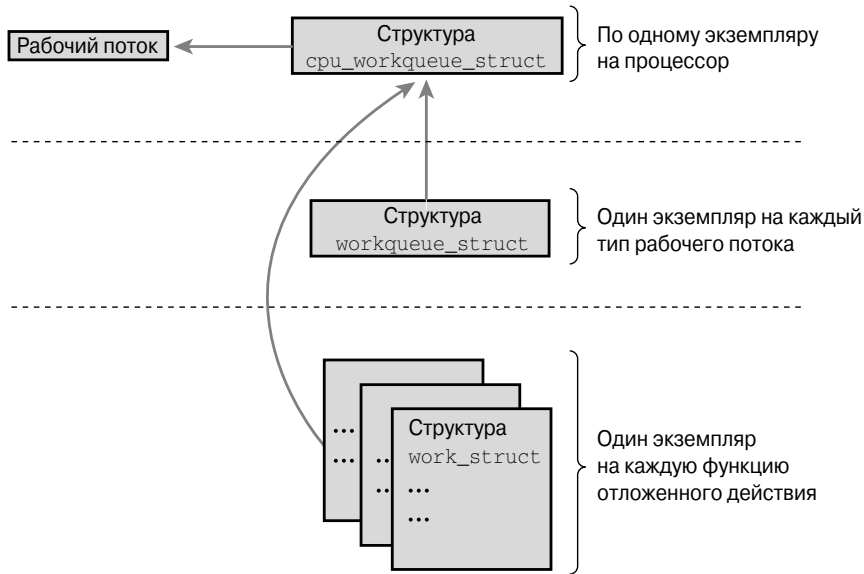 Рабочий поток
Структура
cpu_workqueue_struct
По одному экземпляру
на процессор
Структура
workqueue_struct
Один экземпляр на каждый
тип рабочего потока
...
...
..
..
Структура
work_struct
...
...
Один экземпляр
на каждую функцию
отложенного действия